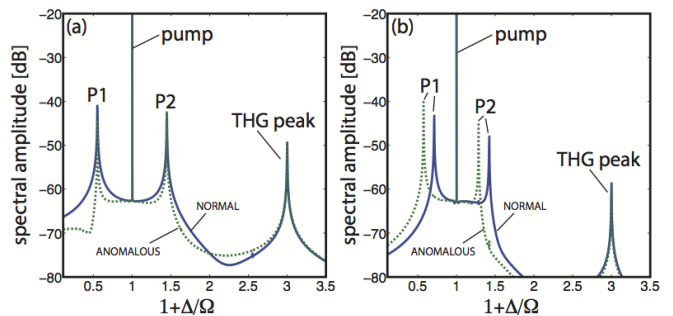 (a)
pump
P1
P2
THG peak
NORMAL
ANOMALOUS
spectral amplitude [dB]
−20
−30
−40
−50
−60
−70
−80
0.5
1
1.5
2
2.5
3
3.5
1+Δ/Ω
(b)
pump
P1
P2
THG peak
NORMAL
ANOMALOUS
spectral amplitude [dB]
−20
−30
−40
−50
−60
−70
−80
0.5
1
1.5
2
2.5
3
3.5
1+Δ/Ω